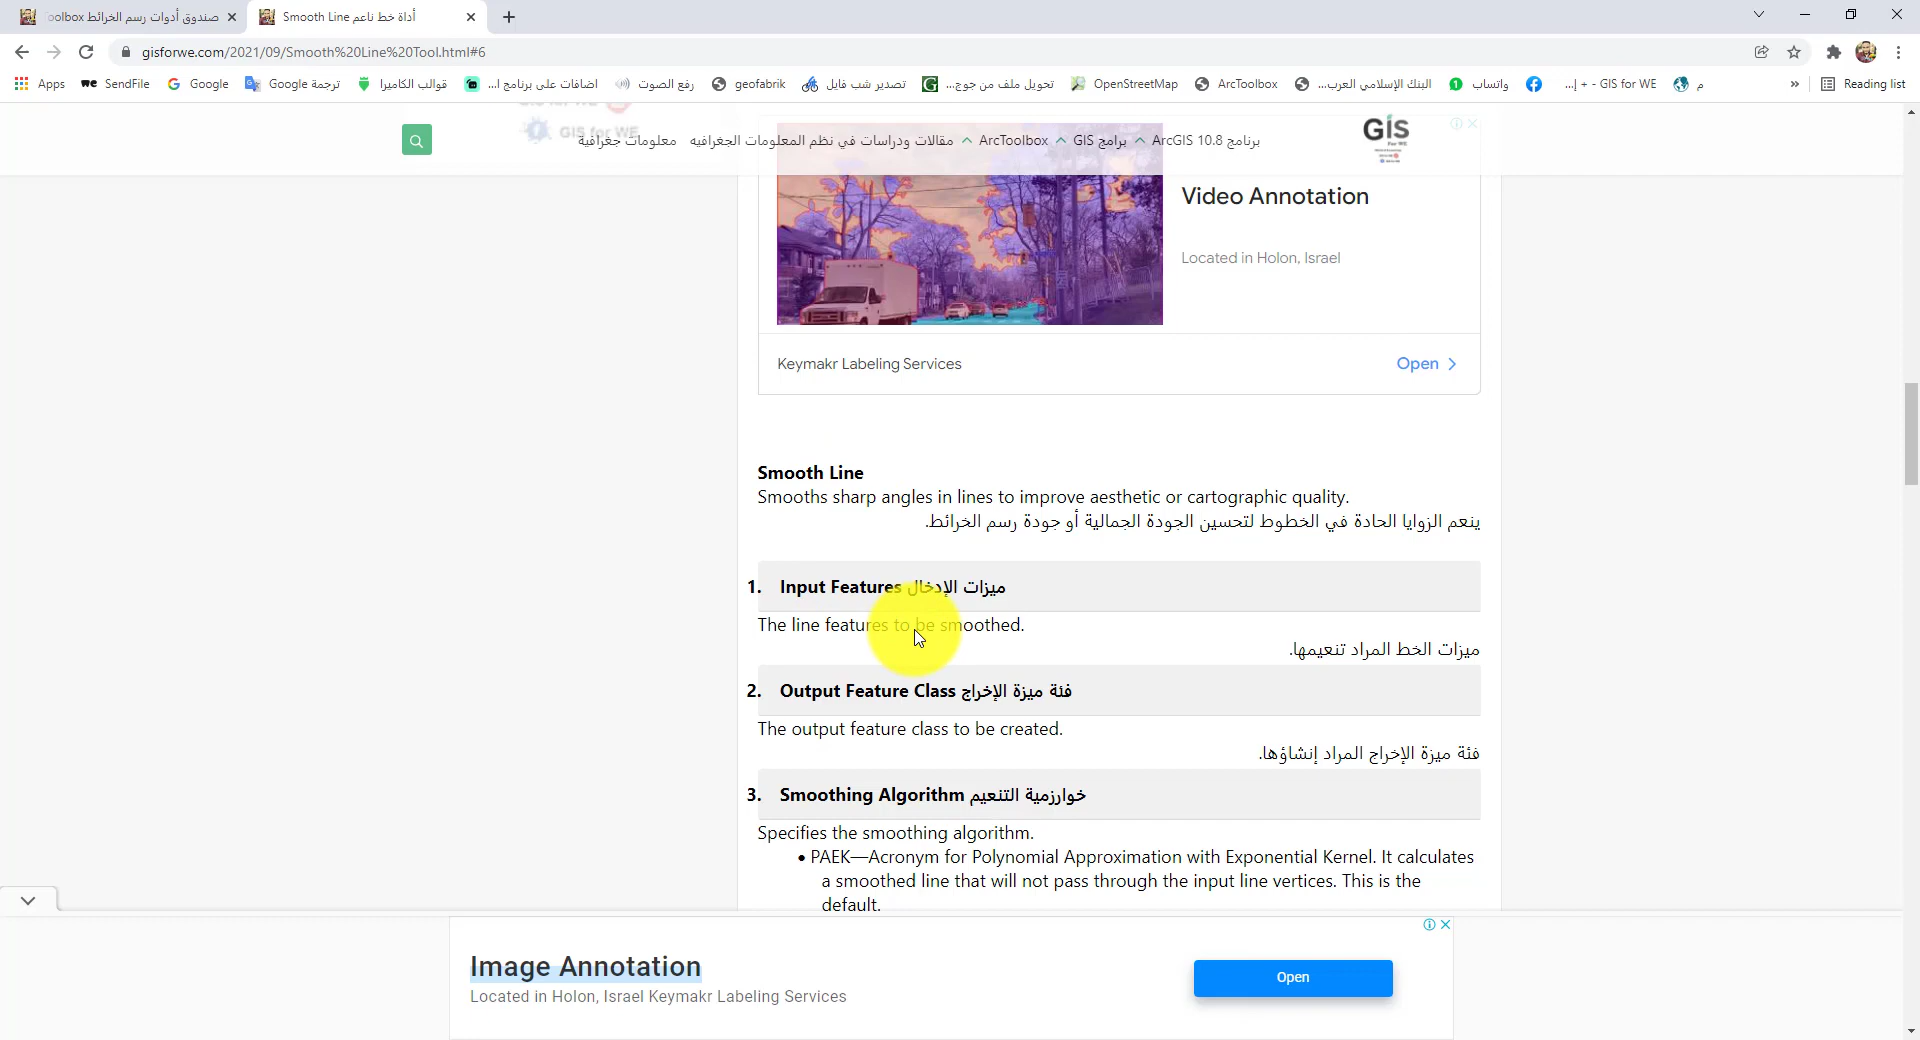 صندوق أدوات رسم الخرائط oolbox
Smooth Line أداة خط ناعم
gisforwe.com/2021/09/Smooth%20Line%20Tool.html#6
Apps
SendFile
Google
ترجمة Google
قوالب الكاميرا
اضافات على برنامج ا...
رفع الصوت
geofabrik
تصدير شب فايل
تحويل ملف من جوج...
OpenStreetMap
ArcToolbox
البنك الإسلامي العرب...
واتساب
GIS for WE - + إ...
م
»
Reading list
GIS for WE
معلومات جغرافية
مقالات ودراسات في نظم المعلومات الجغرافيه
ArcToolbox
برامج GIS
برنامج ArcGIS 10.8
GIS
For WE
Video Annotation
Located in Holon, Israel
Keymakr Labeling Services
Open
Smooth Line
Smooths sharp angles in lines to improve aesthetic or cartographic quality.
ينعم الزوايا الحادة في الخطوط لتحسين الجودة الجمالية أو جودة رسم الخرائط.
1. Input Features ميزات الإدخال
The line features to be smoothed.
ميزات الخط المراد تنعيمها.
2. Output Feature Class فئة ميزة الإخراج
The output feature class to be created.
فئة ميزة الإخراج المراد إنشاؤها.
3. Smoothing Algorithm خوارزمية التنعيم
Specifies the smoothing algorithm.
• PAEK—Acronym for Polynomial Approximation with Exponential Kernel. It calculates
a smoothed line that will not pass through the input line vertices. This is the
default.
Image Annotation
Located in Holon, Israel Keymakr Labeling Services
Open